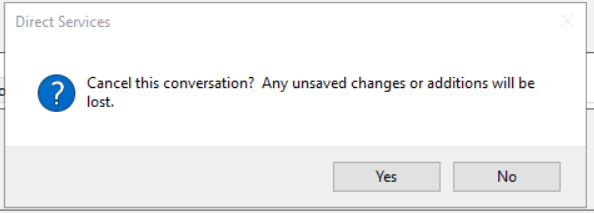 Direct Services
Cancel this conversation?  Any unsaved changes or additions will be
lost.
Yes
No